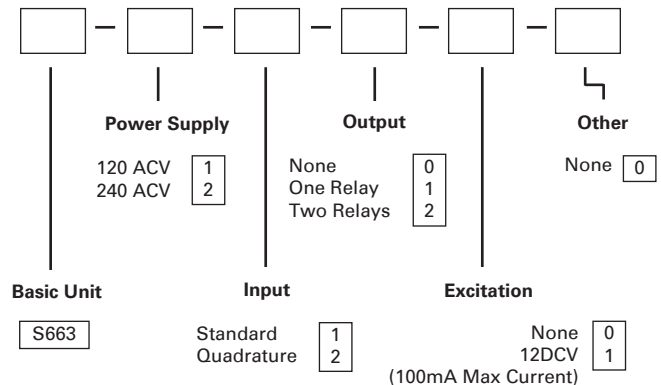 Power Supply
120 ACV 1
240 ACV 2
Output
None 0
One Relay 1
Two Relays 2
Other
None 0
Basic Unit
S663
Input
Standard 1
Quadrature 2
Excitation
None 0
12DCV 1
(100mA Max Current)